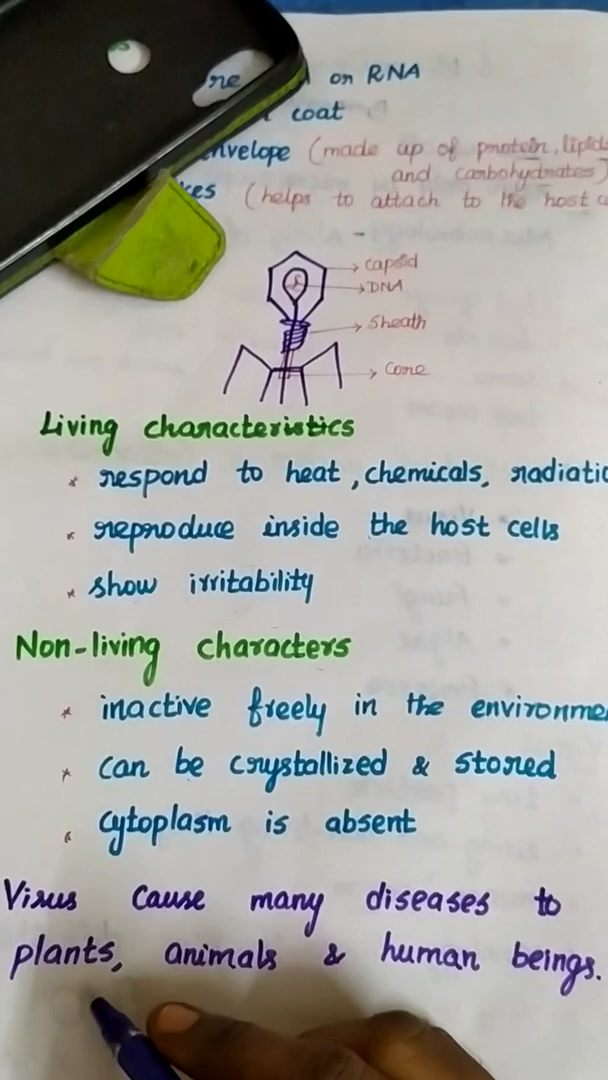 on RNA
coat
envelope (made up of protein, lipids
and carbohydrates)
(helps to attach to the host
capsid
DNA
Sheath
Core
Living characteristics
* respond to heat, chemicals,
* reproduce inside the host cells
* show irritability
Non-living characters
* inactive freely in the
* can be crystallized & stored
* cytoplasm is absent
Virus cause many diseases to
plants, animals & human beings.